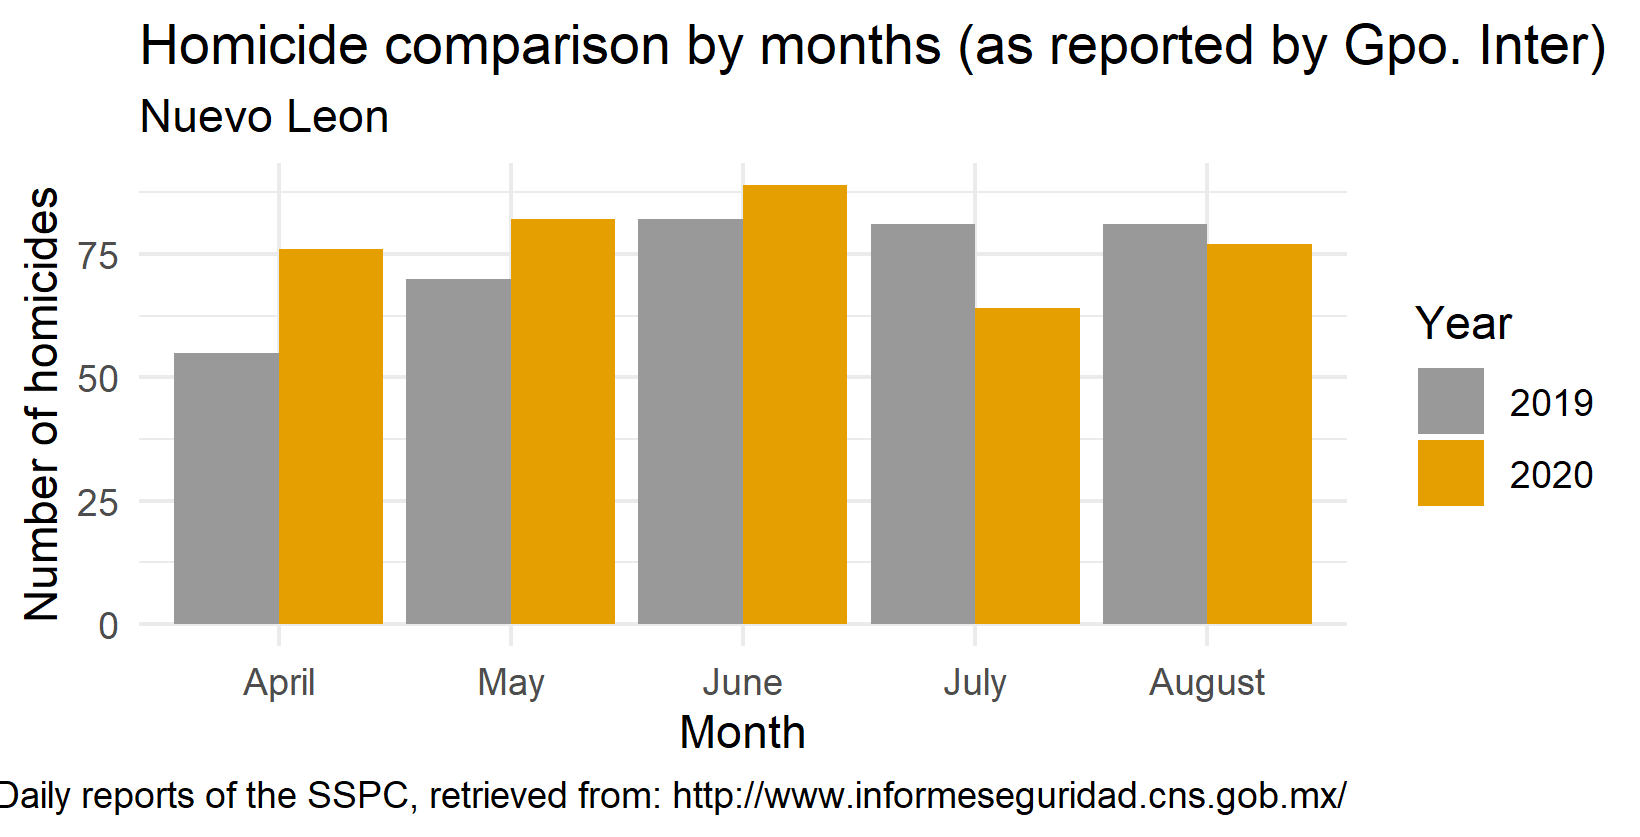 Homicide comparison by months (as reported by Gpo. Inter)
Nuevo Leon
Number of homicides
75
50
25
0
April May June July August
Month
Year
2019
2020
Daily reports of the SSPC, retrieved from: http://www.informeseguridad.cns.gob.mx/